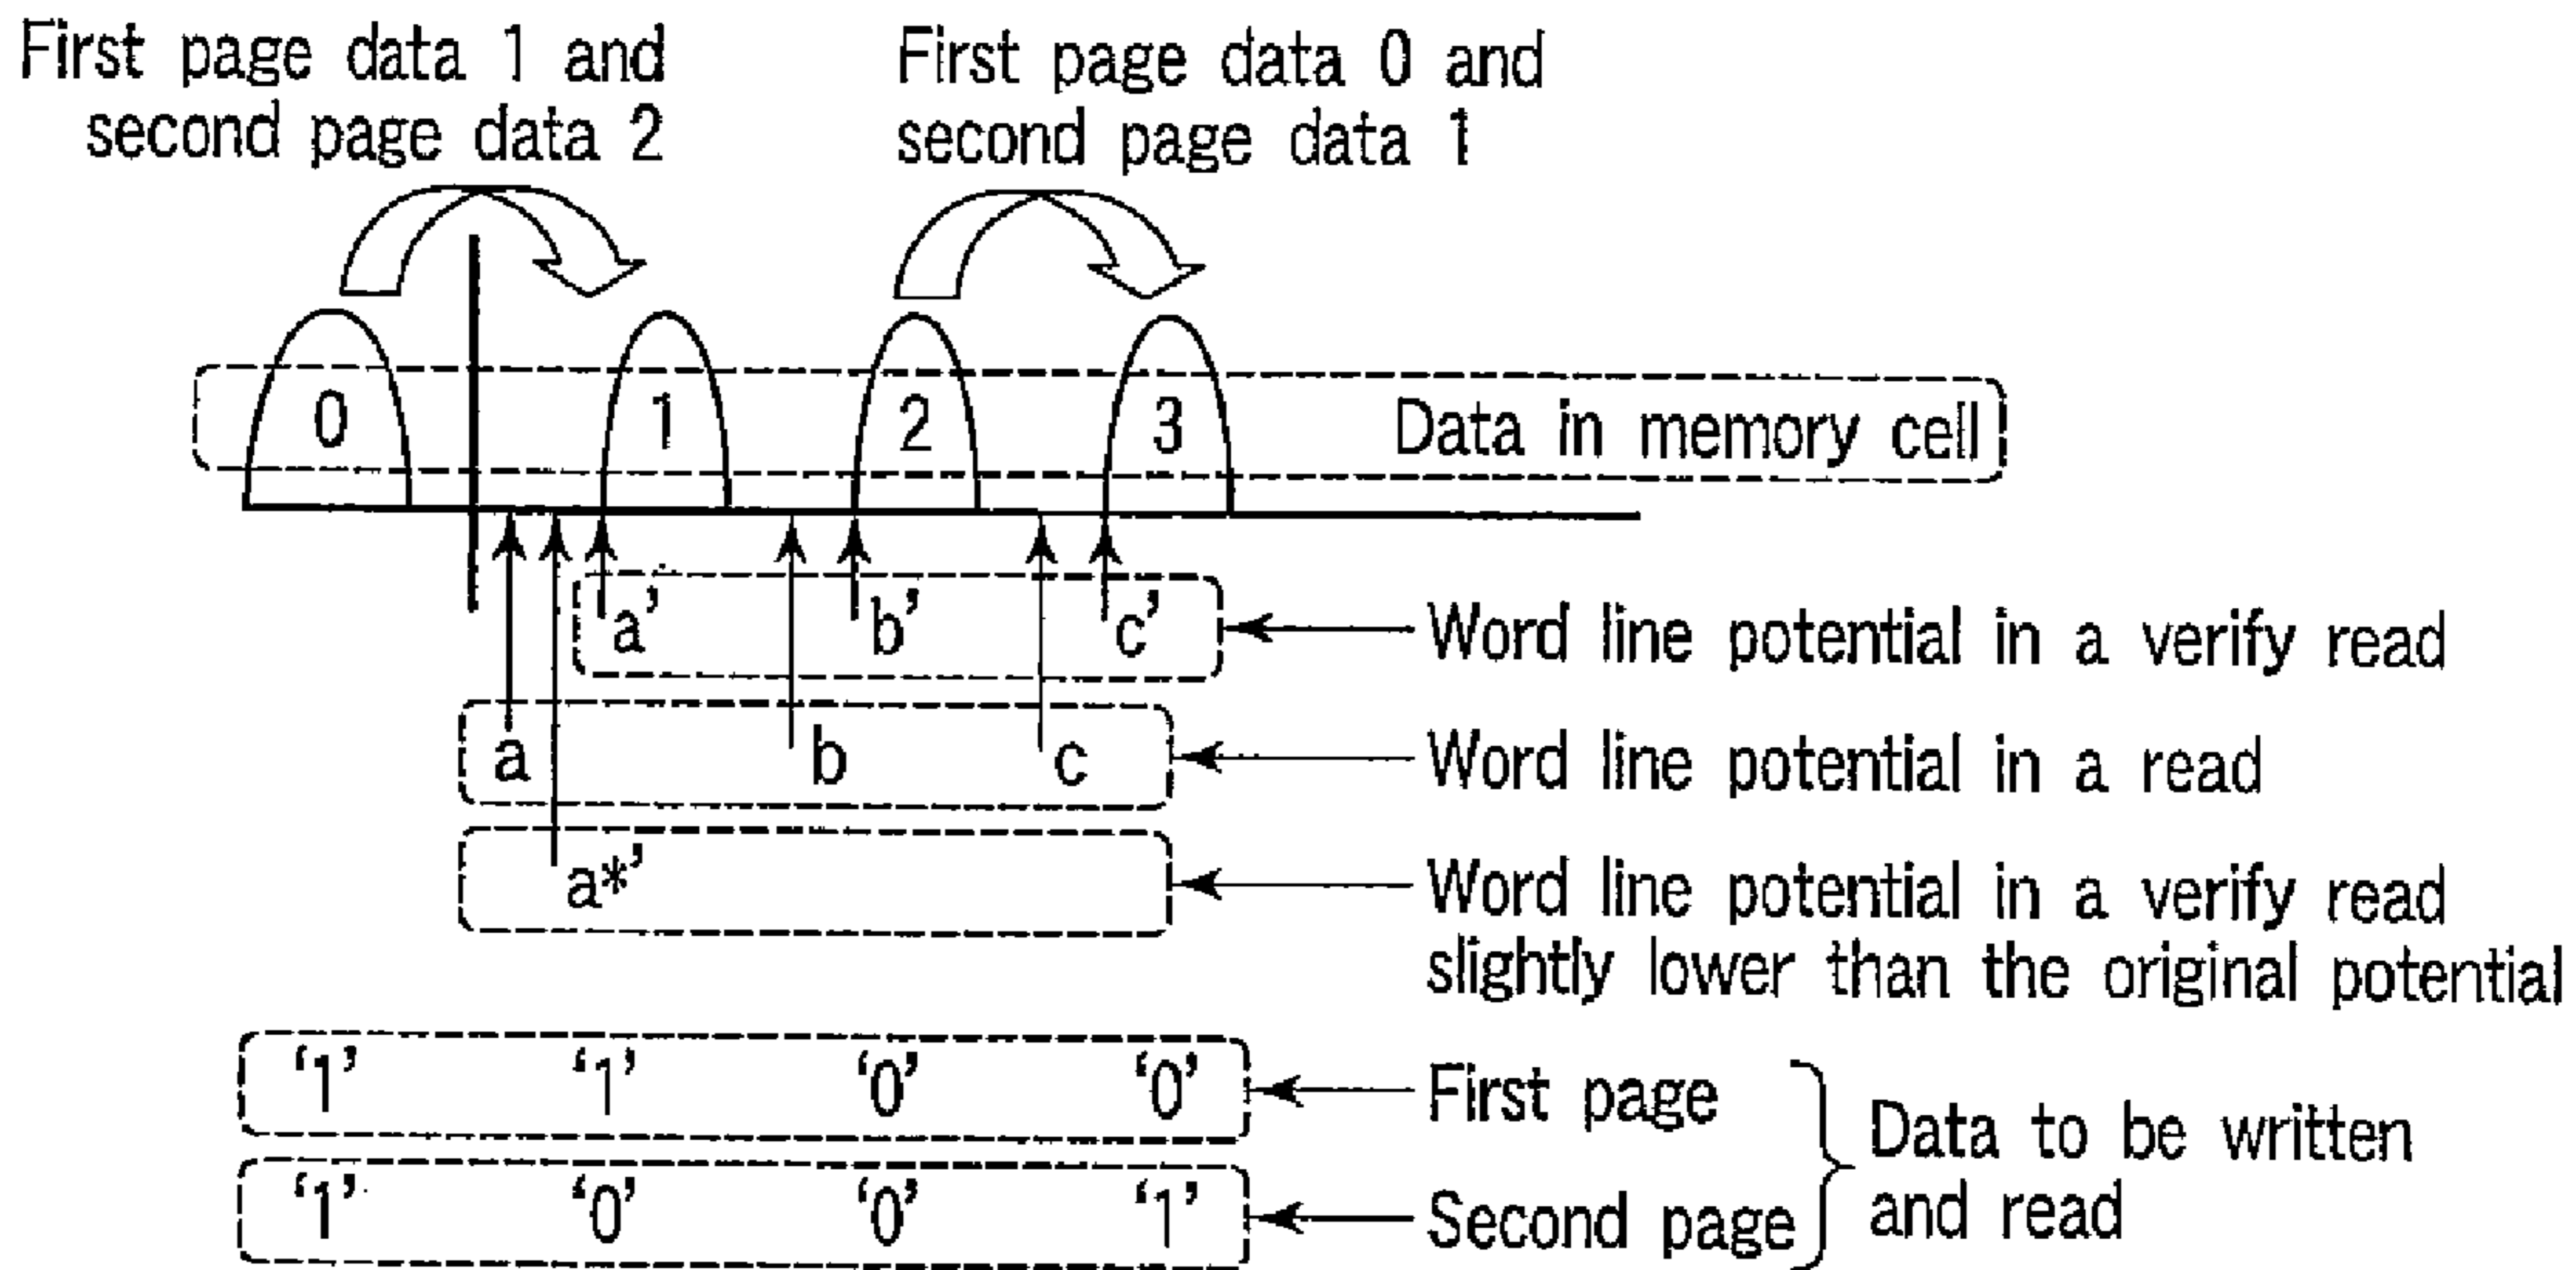 First page data 1 and
second page data 2
First page data 0 and
second page data 1
0 1 2 3 Data in memory cell
a' b' c' Word line potential in a verify read
a b c Word line potential in a read
a*' Word line potential in a verify read
slightly lower than the original potential
‘1’ ‘1’ ‘0’ ‘0’ First page
‘1’ ‘0’ ‘0’ ‘1’ Second page
Data to be written
and read